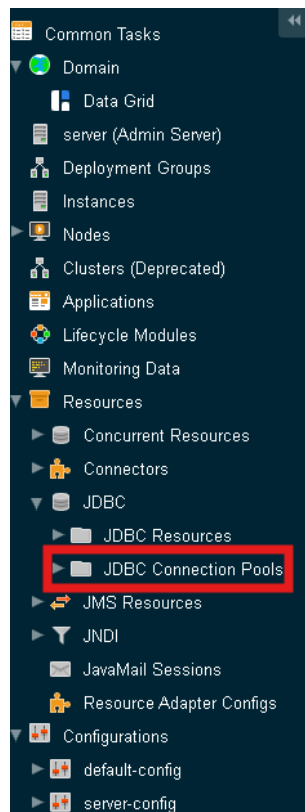 Common Tasks
Domain
Data Grid
server (Admin Server)
Deployment Groups
Instances
Nodes
Clusters (Deprecated)
Applications
Lifecycle Modules
Monitoring Data
Resources
Concurrent Resources
Connectors
JDBC
JDBC Resources
JDBC Connection Pools
JMS Resources
JNDI
JavaMail Sessions
Resource Adapter Configs
Configurations
default-config
server-config